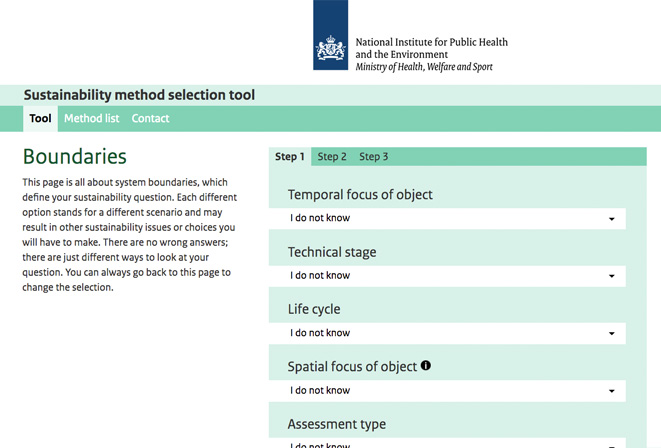 National Institute for Public Health
and the Environment
Ministry of Health, Welfare and Sport
Sustainability method selection tool
Tool Method list Contact
Boundaries
This page is all about system boundaries, which
define your sustainability question. Each different
option stands for a different scenario and may
result in other sustainability issues or choices you
will have to make. There are no wrong answers;
there are just different ways to look at your
question. You can always go back to this page to
change the selection.
Step 1 Step 2 Step 3
Temporal focus of object
I do not know
Technical stage
I do not know
Life cycle
I do not know
Spatial focus of object
I do not know
Assessment type
I do not know